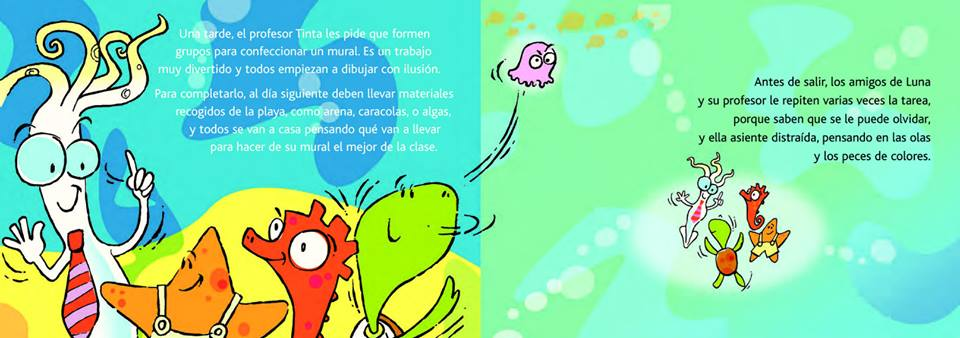 Una tarde, el profesor Tinta les pide que formen
grupos para confeccionar un mural. Es un trabajo
muy divertido y todos empiezan a dibujar con ilusión.
Para completarlo, al día siguiente deben llevar materiales
recogidos de la playa, como arena, caracolas, o algas,
y todos se van a casa pensando qué van a llevar
para hacer de su mural el mejor de la clase.
Antes de salir, los amigos de Luna
y su profesor le repiten varias veces la tarea,
porque saben que se le puede olvidar,
y ella asiente distraída, pensando en las olas
y los peces de colores.